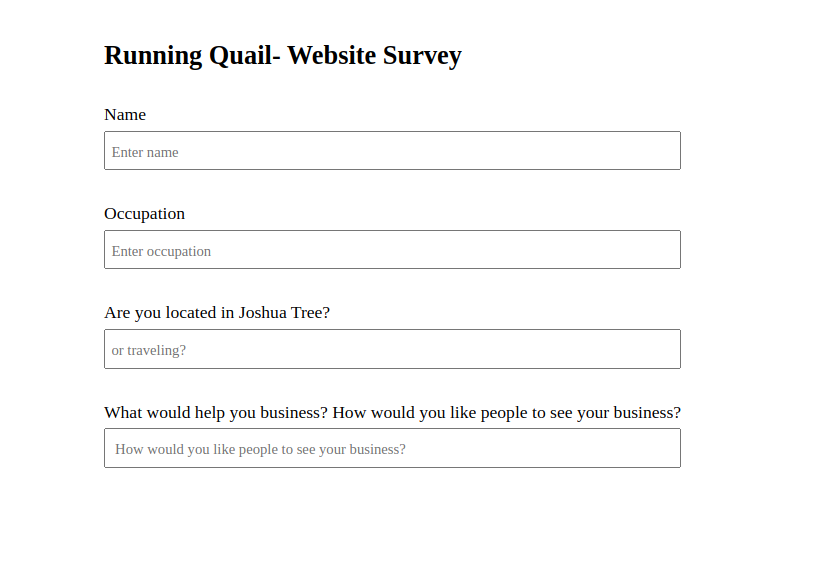 Running Quail- Website Survey
Name
Enter name
Occupation
Enter occupation
Are you located in Joshua Tree?
or traveling?
What would help you business? How would you like people to see your business?
How would you like people to see your business?